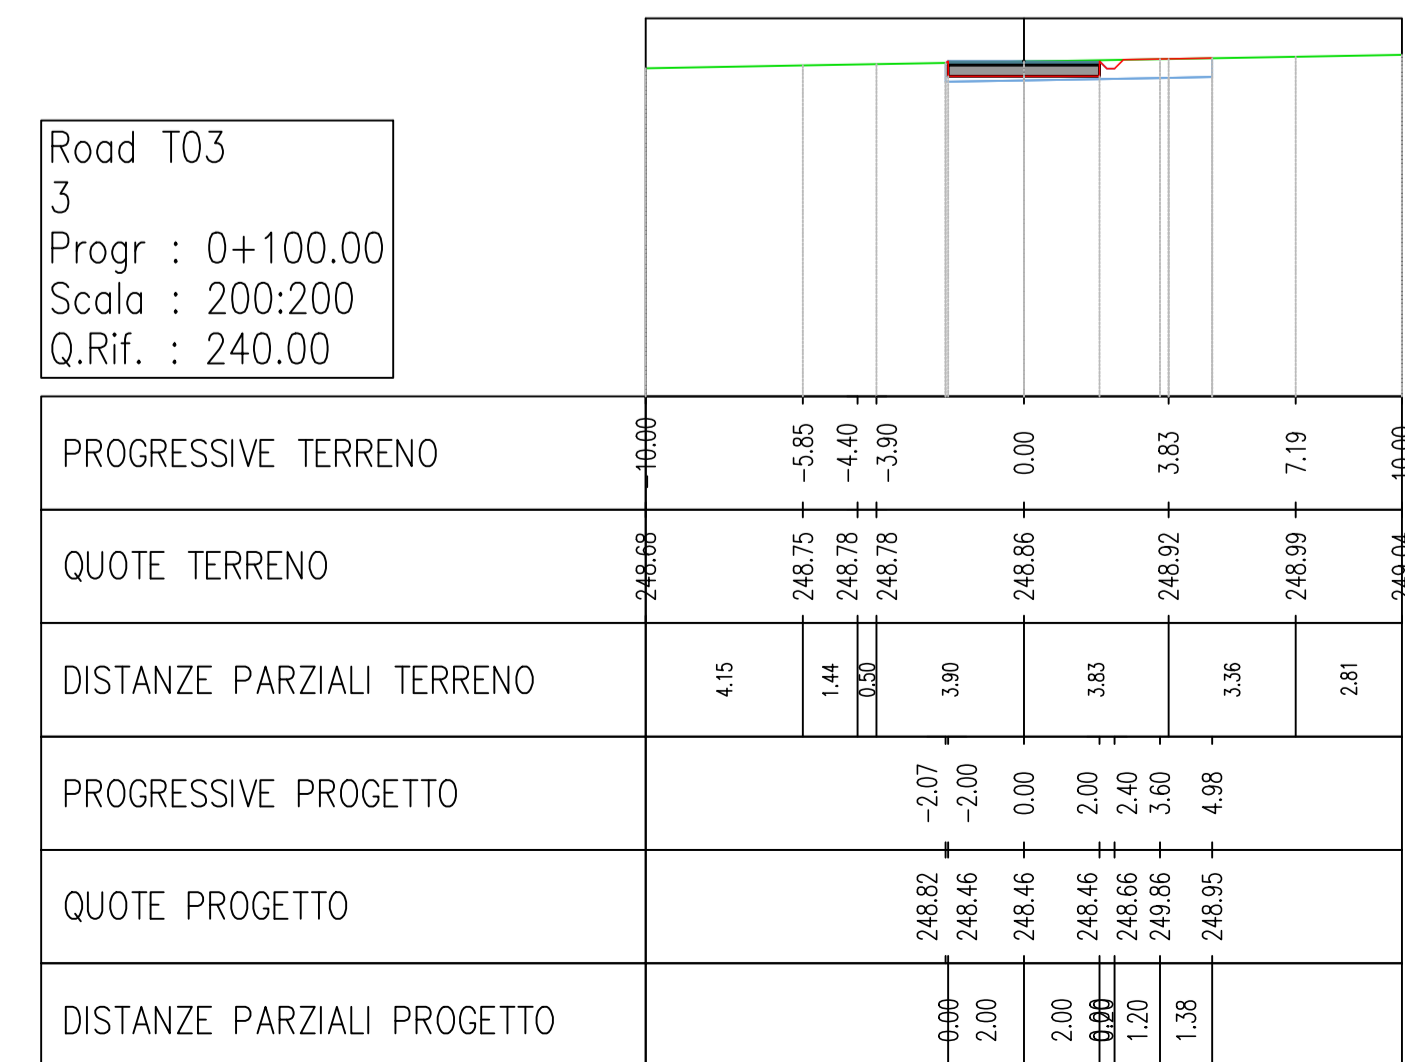 Road T03
3
Progr : 0+100.00
Scala : 200:200
Q.Rif. : 240.00
PROGRESSIVE TERRENO -10.00 -5.85 -4.40 -3.90 0.00 3.83 7.19 10.00
QUOTE TERRENO 248.68 248.75 248.78 248.78 248.86 248.92 248.99 249.04
DISTANZE PARZIALI TERRENO 4.15 1.44 0.50 3.90 3.83 3.36 2.81
PROGRESSIVE PROGETTO -2.07 -2.00 0.00 2.00 2.40 3.60 4.98
QUOTE PROGETTO 248.82 248.46 248.46 248.46 248.66 249.86 248.95
DISTANZE PARZIALI PROGETTO 0.00 2.00 2.00 1.20 1.38